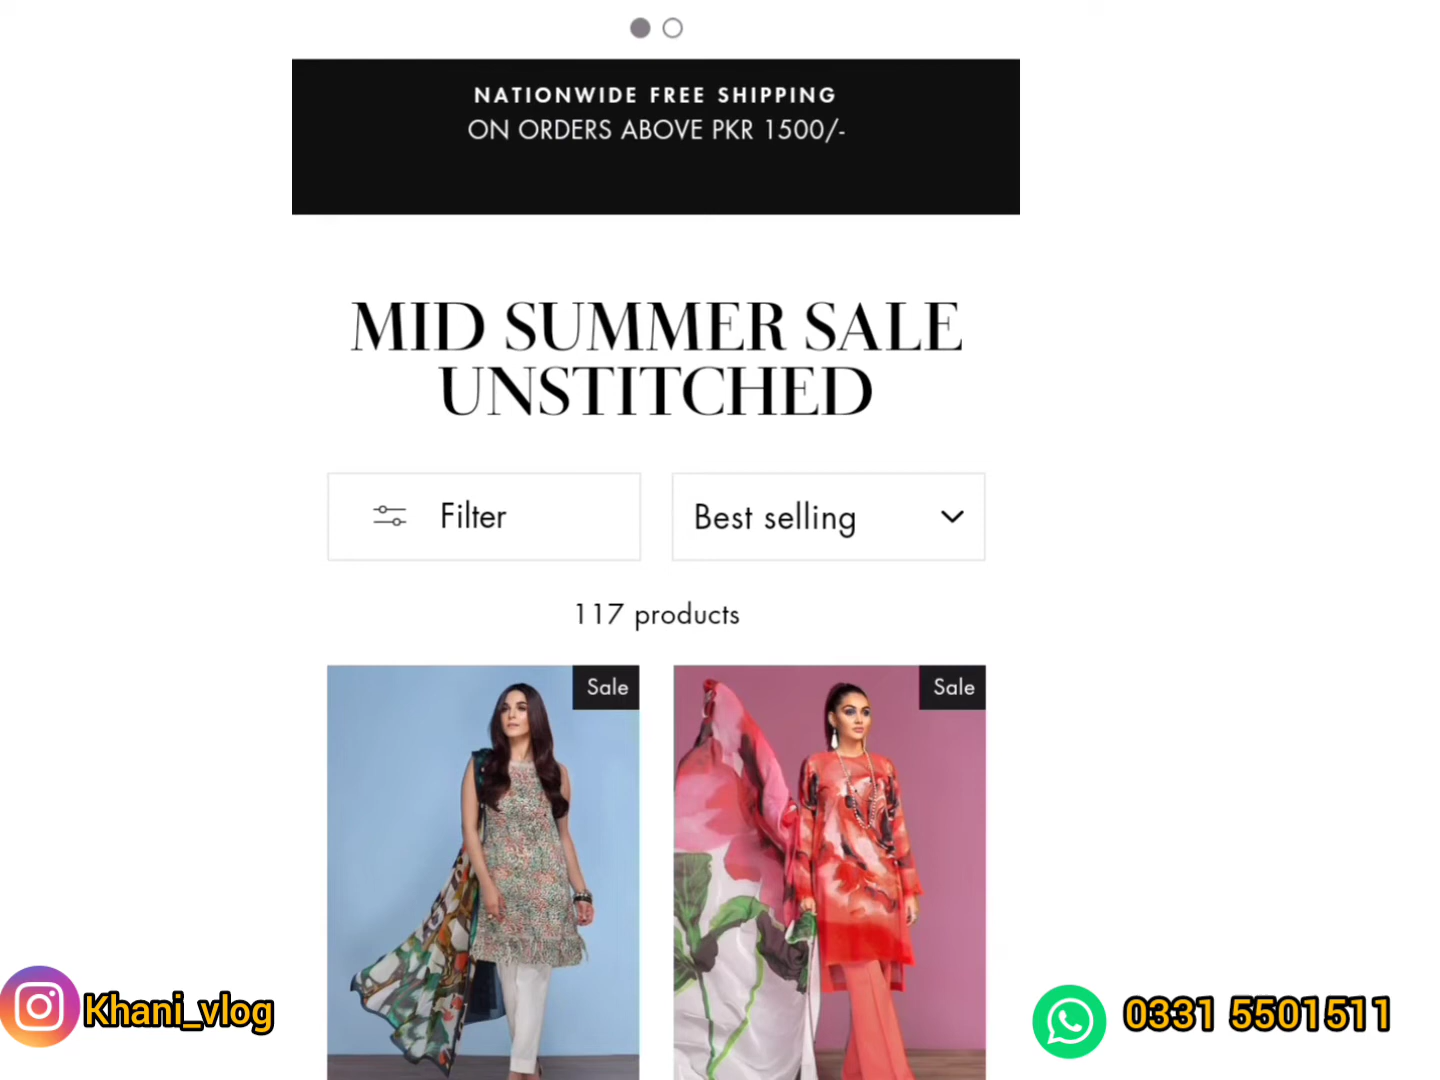 NATIONWIDE FREE SHIPPING
ON ORDERS ABOVE PKR 1500/-
MID SUMMER SALE
UNSTITCHED
Filter
Best selling
117 products
Sale
Sale
Khani_vlog
0331 5501511